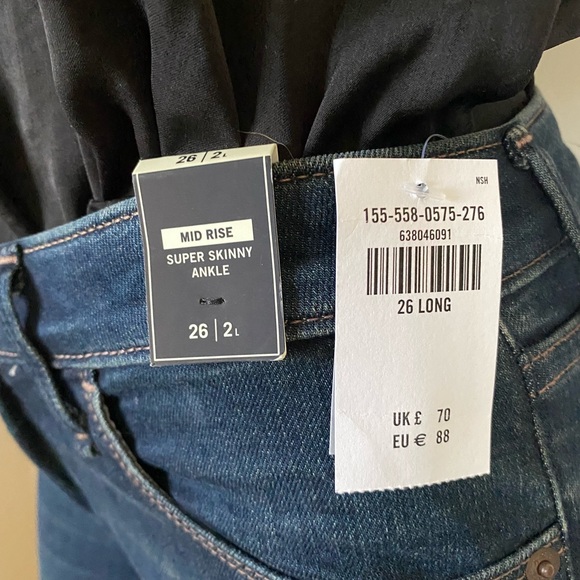 26 | 2L
MID RISE
SUPER SKINNY
ANKLE
26 | 2L
NSH
155-558-0575-276
638046091
26 LONG
UK £ 70
EU € 88